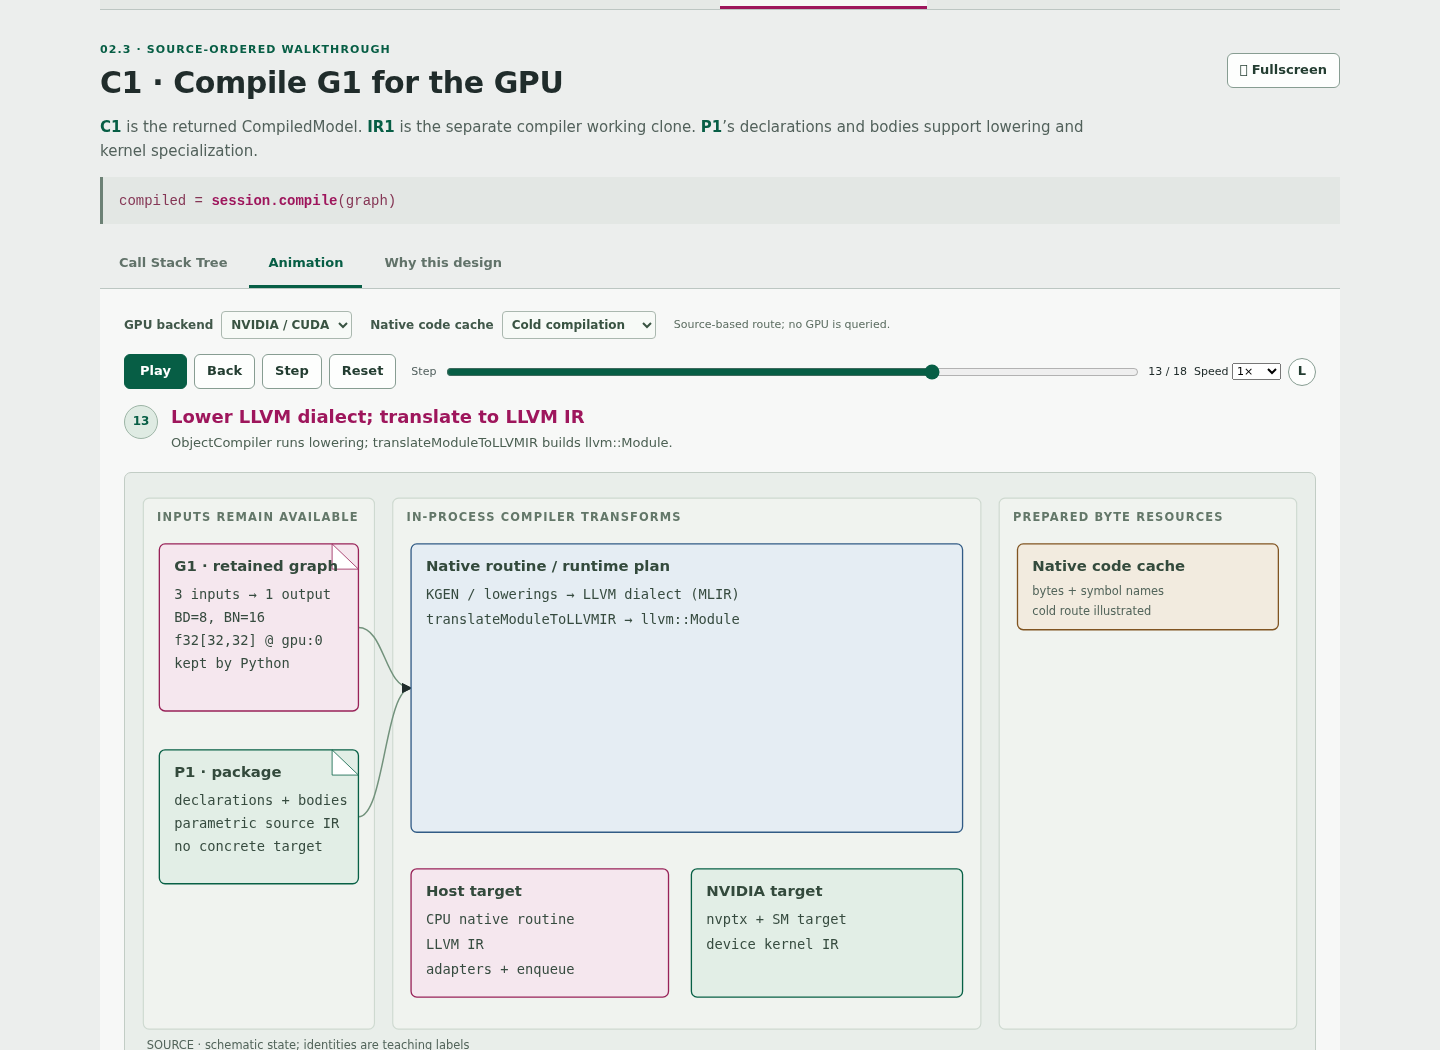 02.3 · SOURCE-ORDERED WALKTHROUGH
C1 · Compile G1 for the GPU
Fullscreen
C1 is the returned CompiledModel. IR1 is the separate compiler working clone. P1’s declarations and bodies support lowering and
kernel specialization.
compiled = session.compile(graph)
Call Stack Tree
Animation
Why this design
GPU backend
NVIDIA / CUDA
Native code cache
Cold compilation
Source-based route; no GPU is queried.
Play
Back
Step
Reset
Step
13 / 18
Speed
1×
L
13
Lower LLVM dialect; translate to LLVM IR
ObjectCompiler runs lowering; translateModuleToLLVMIR builds llvm::Module.
INPUTS REMAIN AVAILABLE
G1 · retained graph
3 inputs → 1 output
BD=8, BN=16
f32[32,32] @ gpu:0
kept by Python
P1 · package
declarations + bodies
parametric source IR
no concrete target
IN-PROCESS COMPILER TRANSFORMS
Native routine / runtime plan
KGEN / lowerings → LLVM dialect (MLIR)
translateModuleToLLVMIR → llvm::Module
Host target
CPU native routine
LLVM IR
adapters + enqueue
NVIDIA target
nvptx + SM target
device kernel IR
PREPARED BYTE RESOURCES
Native code cache
bytes + symbol names
cold route illustrated
SOURCE · schematic state; identities are teaching labels